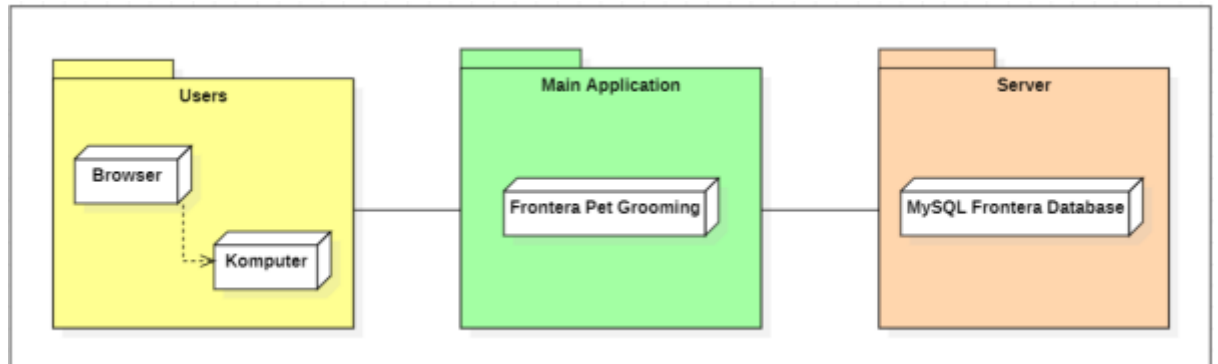 Users
Browser
Komputer
Main Application
Frontera Pet Grooming
Server
MySQL Frontera Database